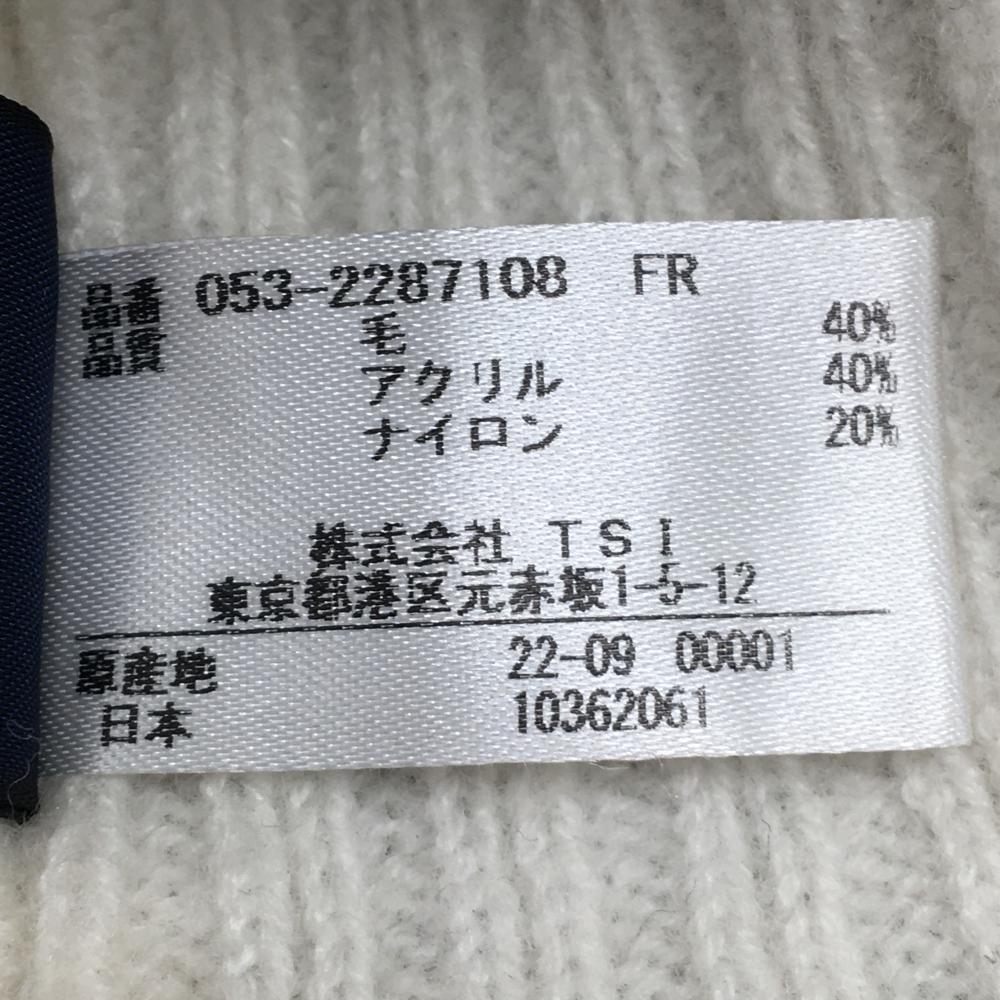 品番 053-2287108 FR
品質 毛 40%
アクリル 40%
ナイロン 20%
株式会社 TSI
東京都港区元赤坂1-5-12
原産地 22-09 00001
日本 10362061